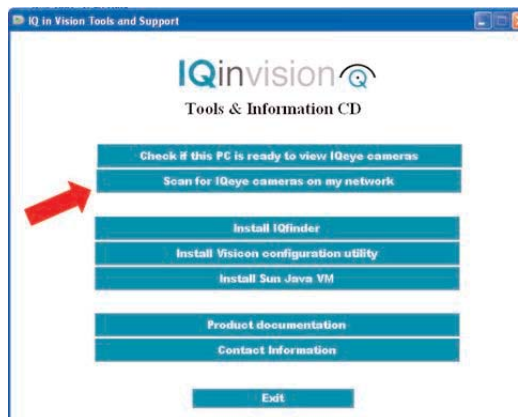 IQ in Vision Tools and Support
IQinvision
Tools & Information CD
Check if this PC is ready to view IQeye cameras
Scan for IQeye cameras on my network
Install IQfinder
Install Visicon configuration utility
Install Sun Java VM
Product documentation
Contact Information
Exit